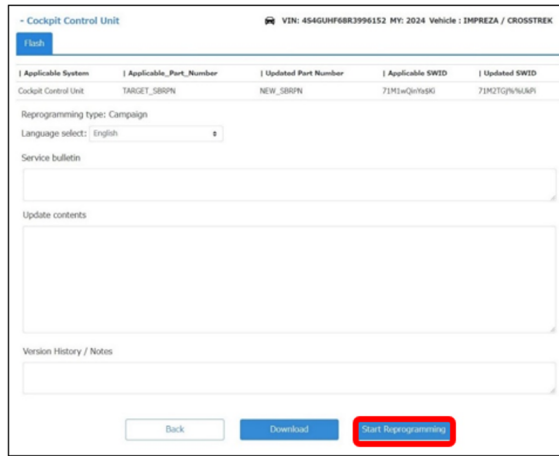 - Cockpit Control Unit
VIN: 4S4GUHF68R3996152 MY: 2024 Vehicle : IMPREZA / CROSSTREK
Flash
| Applicable System | Applicable_Part_Number | Updated Part Number | Applicable SWID | Updated SWID
Cockpit Control Unit TARGET_SBRPN NEW_SBRPN
Reprogramming type: Campaign
Language select: English
Service bulletin
Update contents
Version History / Notes
Back Download Start Reprogramming